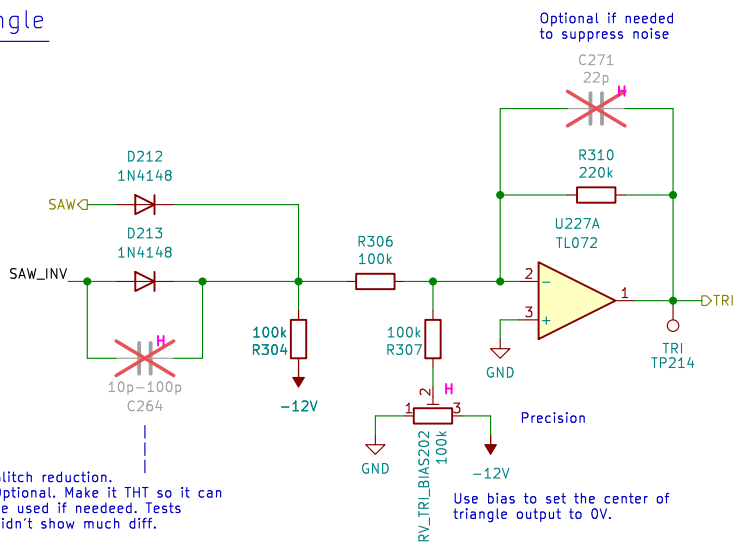 ngle
Optional if needed
to suppress noise
C271
22p
H
D212
1N4148
R310
220k
SAW
U227A
TL072
D213
1N4148
R306
100k
SAW_INV
2
1
TRI
3
100k
R304
100k
R307
H
GND
TRI
TP214
10p-100p
C264
-12V
2
H
1
3
Precision
RV_TRI_BIAS202
100k
GND
-12V
litch reduction.
ptional. Make it THT so it can
e used if needeed. Tests
idn't show much diff.
Use bias to set the center of
triangle output to 0V.